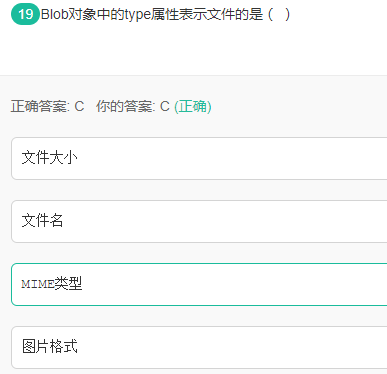 19 Blob对象中的type属性表示文件的是（  ）
正确答案: C 你的答案: C (正确)
文件大小
文件名
MIME类型
图片格式